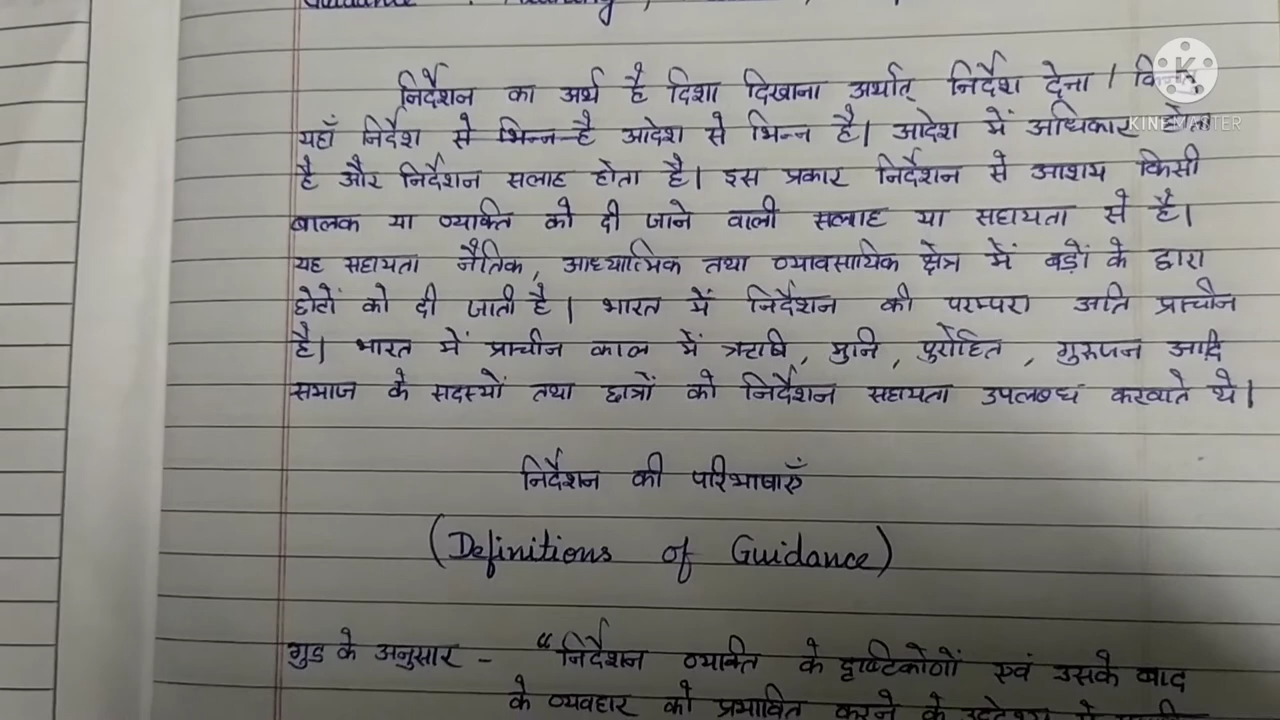 Guidance : Meaning,
निर्देशन का अर्थ है दिशा दिखाना अर्थात् निर्देश देना।
KINEMASTER
यहाँ निर्देश से भिन्न है आदेश से भिन्न है। आदेश में अधिकार
है और निर्देशन सलाह होता है। इस प्रकार निर्देशन से आशय किसी
बालक या व्यक्ति को दी जाने वाली सलाह या सहायता से है।
यह सहायता नैतिक, आध्यात्मिक तथा व्यावसायिक क्षेत्र में बड़ों के द्वारा
छोटों को दी जाती है। भारत में निर्देशन की परम्परा अति प्राचीन
है। भारत में प्राचीन काल में ऋषि, मुनि, पुरोहित, गुरुजन आदि
समाज के सदस्यों तथा छात्रों को निर्देशन सहायता उपलब्ध करवाते थे।
निर्देशन की परिभाषाएँ
(Definitions of Guidance)
गुड के अनुसार - "निर्देशन व्यक्ति के दृष्टिकोणों एवं उसके बाद
के व्यवहार को प्रभावित करने के उद्देश्य से